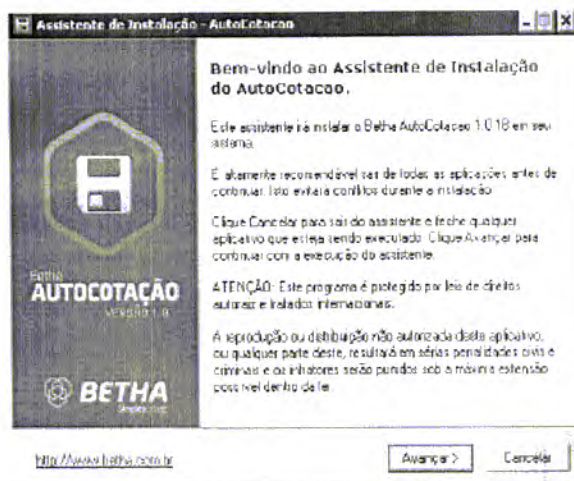 Assistente de Instalação - AutoCotacao
Bem-vindo ao Assistente de Instalação
do AutoCotacao.
Este assistente irá instalar o Betha AutoCotacao 1.0.18 em seu
sistema.
É altamente recomendável sair de todas as aplicações antes de
continuar. Isto evitará conflitos durante a instalação
Clique Cancelar para sair do assistente e feche qualquer
aplicativo que esteja sendo executado. Clique Avançar para
continuar com a execução do assistente.
ATENÇÃO: Este programa é protegido por leis de direitos
autorais e tratados internacionais.
A reprodução ou distribuição não autorizada deste aplicativo,
ou qualquer parte deste, resultará em sérias penalidades civis e
criminais e os infratores serão punidos sob a máxima extensão
possível dentro da lei.
Betha
AUTOCOTAÇÃO
VERSÃO 1.0
BETHA
http://www.betha.com.br
Avançar >
Cancelar